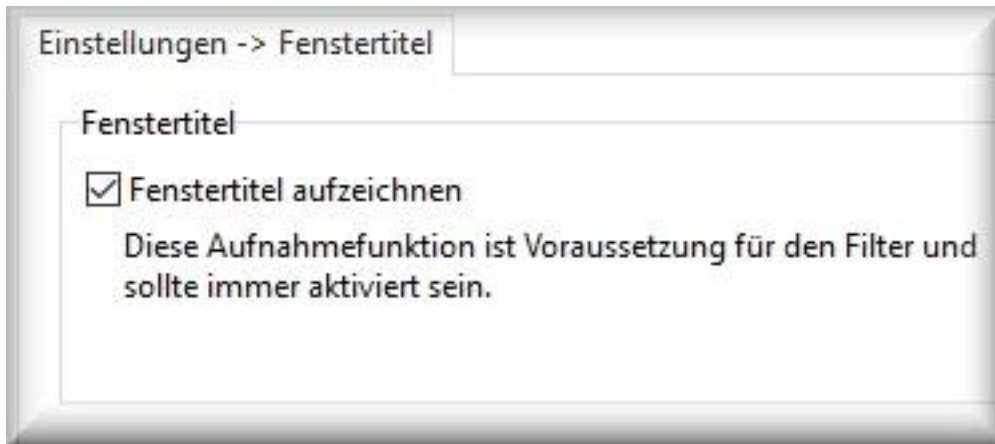 Einstellungen -> Fenstertitel
Fenstertitel
Fenstertitel aufzeichnen
Diese Aufnahmefunktion ist Voraussetzung für den Filter und
sollte immer aktiviert sein.